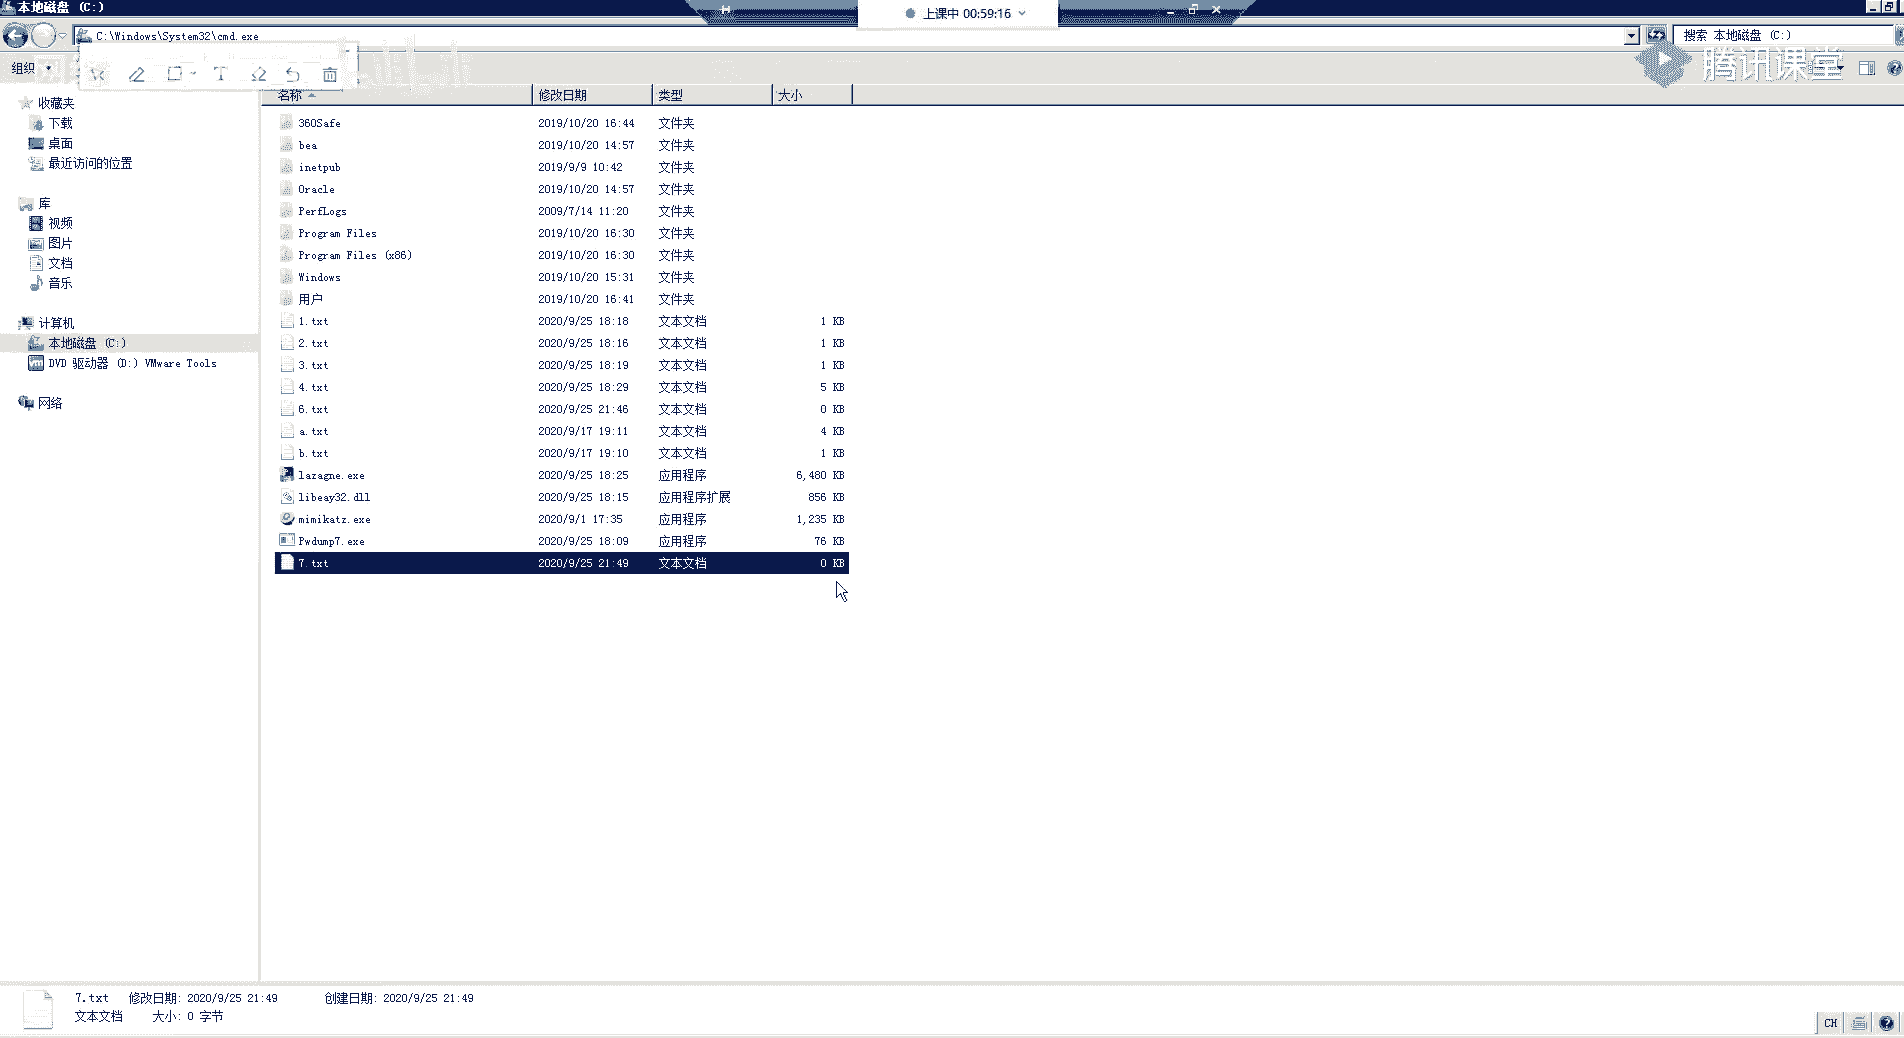 本地磁盘 (C:)
上课中 00:59:16
C:\Windows\System32\cmd.exe
搜索 本地磁盘 (C:)
组织
腾讯课堂
名称 修改日期 类型 大小
收藏夹
下载
桌面
最近访问的位置
库
视频
图片
文档
音乐
计算机
本地磁盘 (C:)
DVD 驱动器 (D:) VMware Tools
网络
360Safe 2019/10/20 16:44 文件夹
bea 2019/10/20 14:57 文件夹
inetpub 2019/9/9 10:42 文件夹
Oracle 2019/10/20 14:57 文件夹
PerfLogs 2009/7/14 11:20 文件夹
Program Files 2019/10/20 16:30 文件夹
Program Files (x86) 2019/10/20 16:30 文件夹
Windows 2019/10/20 15:31 文件夹
用户 2019/10/20 16:41 文件夹
1.txt 2020/9/25 18:18 文本文档 1 KB
2.txt 2020/9/25 18:16 文本文档 1 KB
3.txt 2020/9/25 18:19 文本文档 1 KB
4.txt 2020/9/25 18:29 文本文档 5 KB
6.txt 2020/9/25 21:46 文本文档 0 KB
a.txt 2020/9/17 19:11 文本文档 4 KB
b.txt 2020/9/17 19:10 文本文档 1 KB
lazagne.exe 2020/9/25 18:25 应用程序 6,480 KB
libeay32.dll 2020/9/25 18:15 应用程序扩展 856 KB
mimikatz.exe 2020/9/1 17:35 应用程序 1,235 KB
Pwdump7.exe 2020/9/25 18:09 应用程序 76 KB
7.txt 2020/9/25 21:49 文本文档 0 KB
7.txt 修改日期: 2020/9/25 21:49 创建日期: 2020/9/25 21:49
文本文档 大小: 0 字节
CH